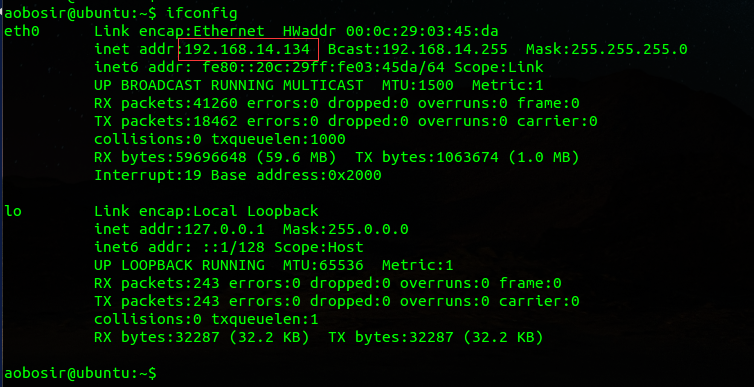 aobosir@ubuntu:~$ ifconfig
eth0      Link encap:Ethernet  HWaddr 00:0c:29:03:45:da
          inet addr:192.168.14.134  Bcast:192.168.14.255  Mask:255.255.255.0
          inet6 addr: fe80::20c:29ff:fe03:45da/64 Scope:Link
          UP BROADCAST RUNNING MULTICAST  MTU:1500  Metric:1
          RX packets:41260 errors:0 dropped:0 overruns:0 frame:0
          TX packets:18462 errors:0 dropped:0 overruns:0 carrier:0
          collisions:0 txqueuelen:1000
          RX bytes:59696648 (59.6 MB)  TX bytes:1063674 (1.0 MB)
          Interrupt:19 Base address:0x2000
lo        Link encap:Local Loopback
          inet addr:127.0.0.1  Mask:255.0.0.0
          inet6 addr: ::1/128 Scope:Host
          UP LOOPBACK RUNNING  MTU:65536  Metric:1
          RX packets:243 errors:0 dropped:0 overruns:0 frame:0
          TX packets:243 errors:0 dropped:0 overruns:0 carrier:0
          collisions:0 txqueuelen:1
          RX bytes:32287 (32.2 KB)  TX bytes:32287 (32.2 KB)
aobosir@ubuntu:~$